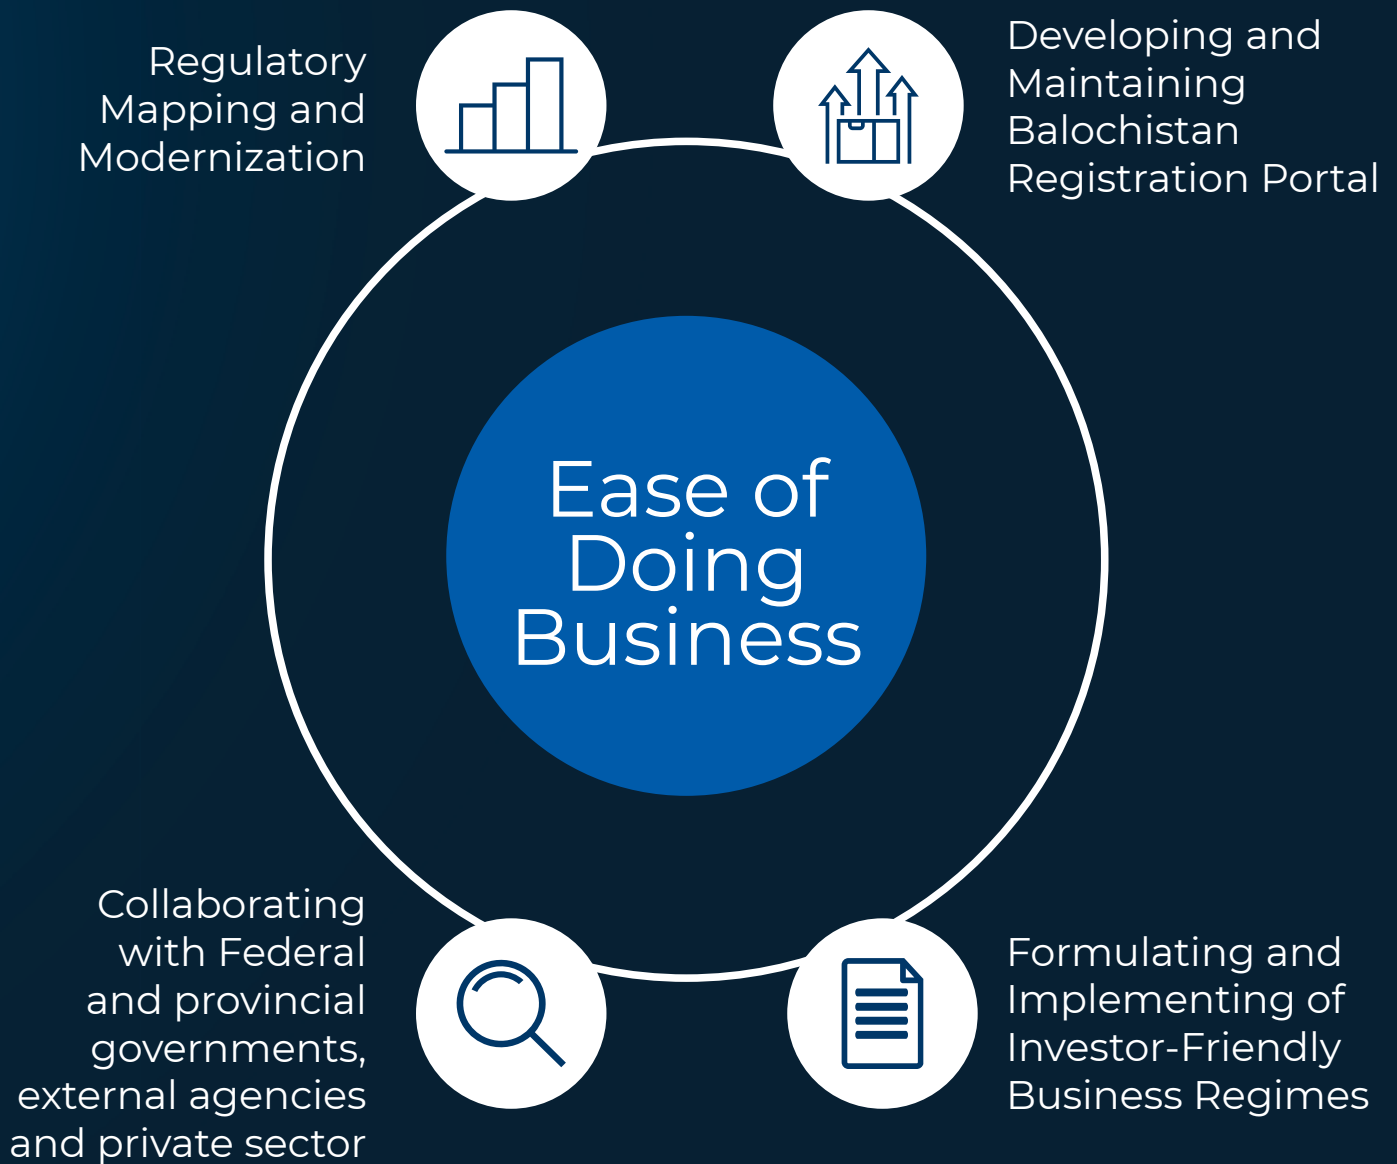 Regulatory
Mapping and
Modernization
Developing and
Maintaining
Balochistan
Registration Portal
Ease of
Doing
Business
Collaborating
with Federal
and provincial
governments,
external agencies
and private sector
Formulating and
Implementing of
Investor-Friendly
Business Regimes